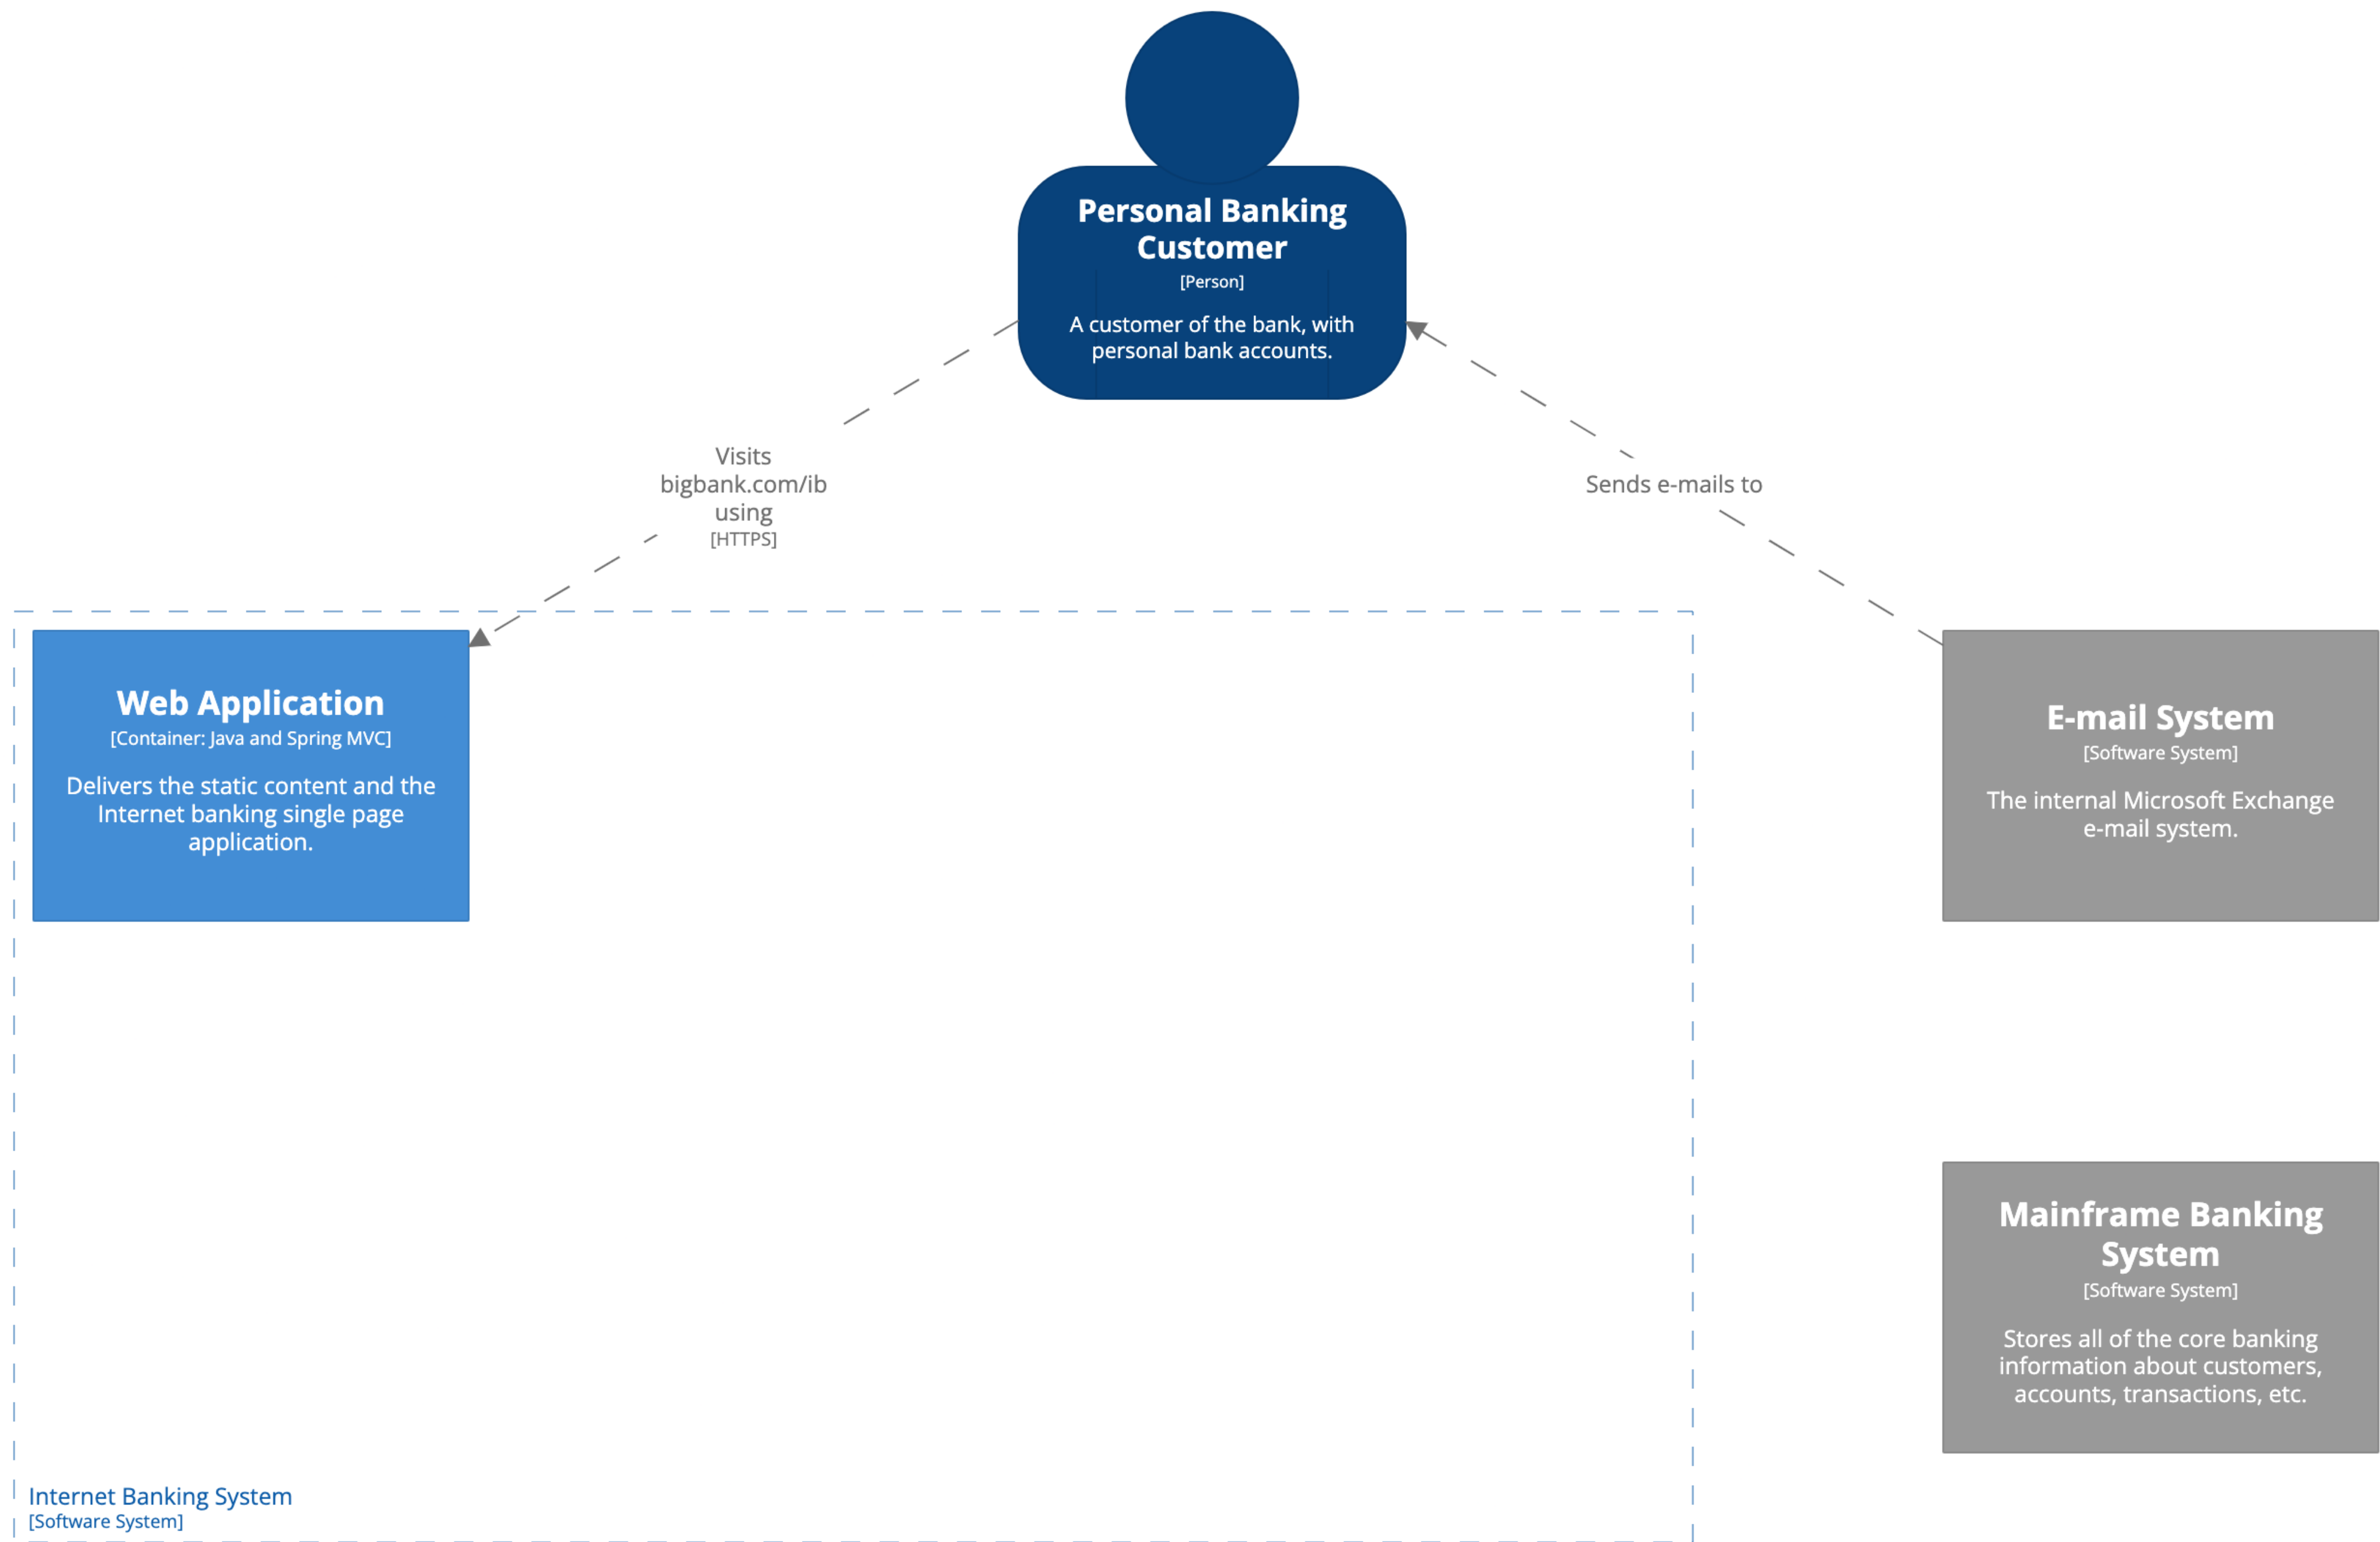 Personal Banking
Customer
[Person]
A customer of the bank, with
personal bank accounts.
Visits
bigbank.com/ib
using
[HTTPS]
Sends e-mails to
Web Application
[Container: Java and Spring MVC]
Delivers the static content and the
Internet banking single page
application.
E-mail System
[Software System]
The internal Microsoft Exchange
e-mail system.
Mainframe Banking
System
[Software System]
Stores all of the core banking
information about customers,
accounts, transactions, etc.
Internet Banking System
[Software System]